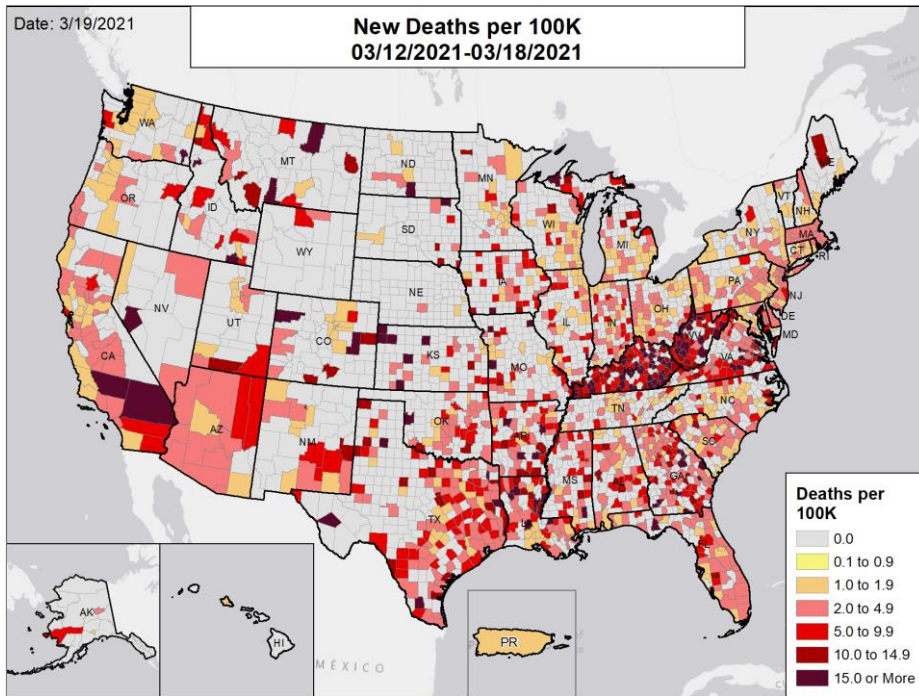 Date: 3/19/2021
New Deaths per 100K
03/12/2021-03/18/2021
WA
MT
ND
MN
ME
OR
ID
SD
WI
MI
VT
NH
NY
MA
CT
RI
WY
IA
PA
NJ
NE
NV
UT
CO
IL
IN
OH
DE
MD
WV
VA
CA
KS
MO
KY
AZ
NM
OK
AR
TN
NC
SC
TX
LA
MS
AL
GA
FL
AK
HI
PR
MÉXICO
Deaths per
100K
0.0
0.1 to 0.9
1.0 to 1.9
2.0 to 4.9
5.0 to 9.9
10.0 to 14.9
15.0 or More